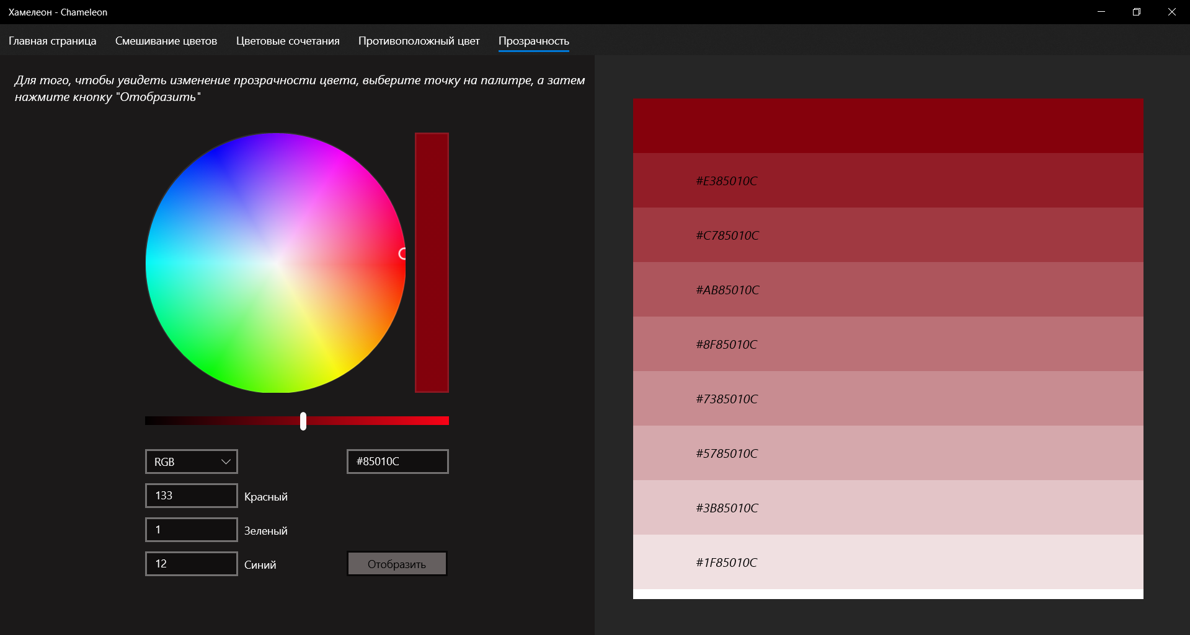 Хамелеон - Chameleon
Главная страница Смешивание цветов Цветовые сочетания Противоположный цвет Прозрачность
Для того, чтобы увидеть изменение прозрачности цвета, выберите точку на палитре, а затем
нажмите кнопку "Отобразить"
RGB
#85010C
133 Красный
1 Зеленый
12 Синий
Отобразить
#E385010C
#C785010C
#AB85010C
#8F85010C
#7385010C
#5785010C
#3B85010C
#1F85010C